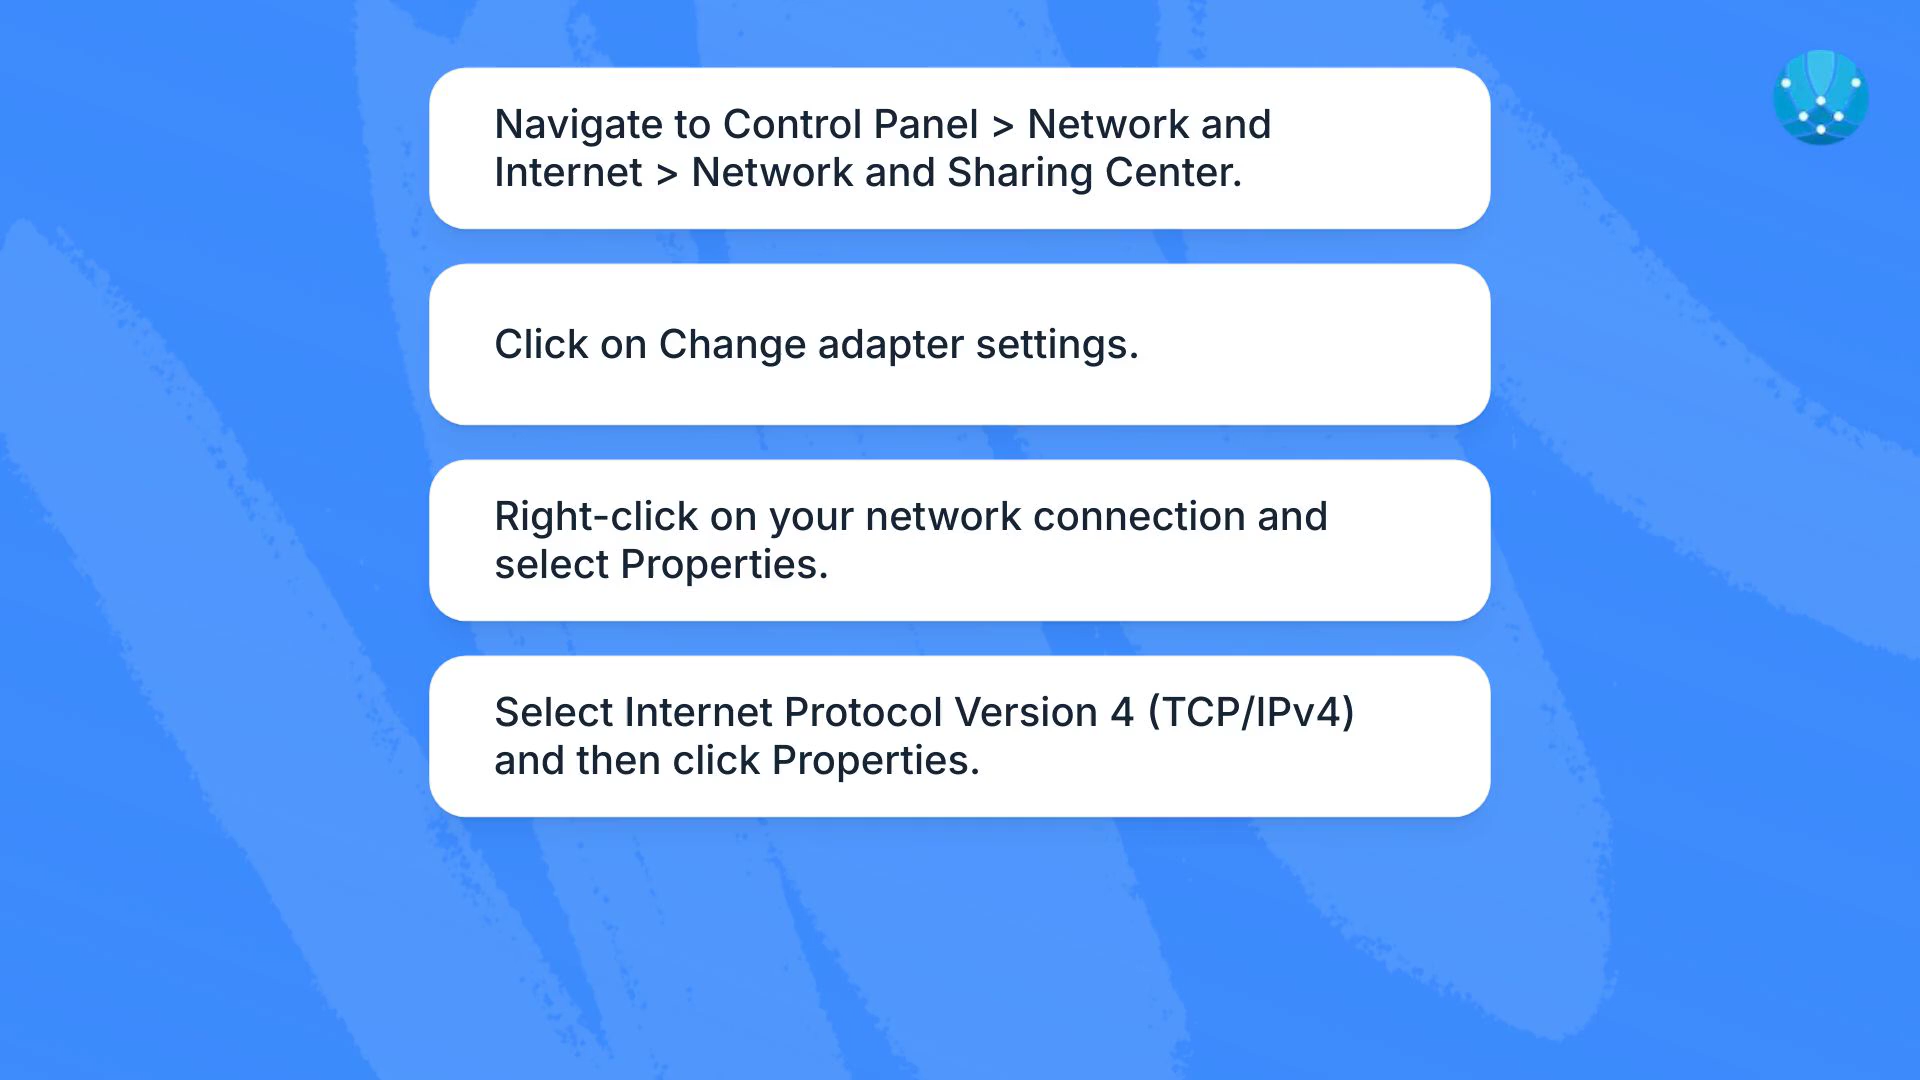 Navigate to Control Panel > Network and
Internet > Network and Sharing Center.
Click on Change adapter settings.
Right-click on your network connection and
select Properties.
Select Internet Protocol Version 4 (TCP/IPv4)
and then click Properties.